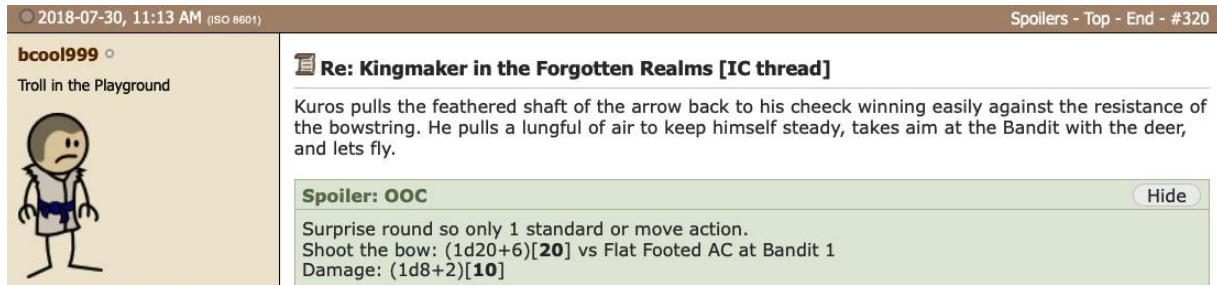 2018-07-30, 11:13 AM (ISO 8601)
Spoilers - Top - End - #320
bcool999
Troll in the Playground
Re: Kingmaker in the Forgotten Realms [IC thread]
Kuros pulls the feathered shaft of the arrow back to his cheeck winning easily against the resistance of
the bowstring. He pulls a lungful of air to keep himself steady, takes aim at the Bandit with the deer,
and lets fly.
Spoiler: OOC
Hide
Surprise round so only 1 standard or move action.
Shoot the bow: (1d20+6)[20] vs Flat Footed AC at Bandit 1
Damage: (1d8+2)[10]